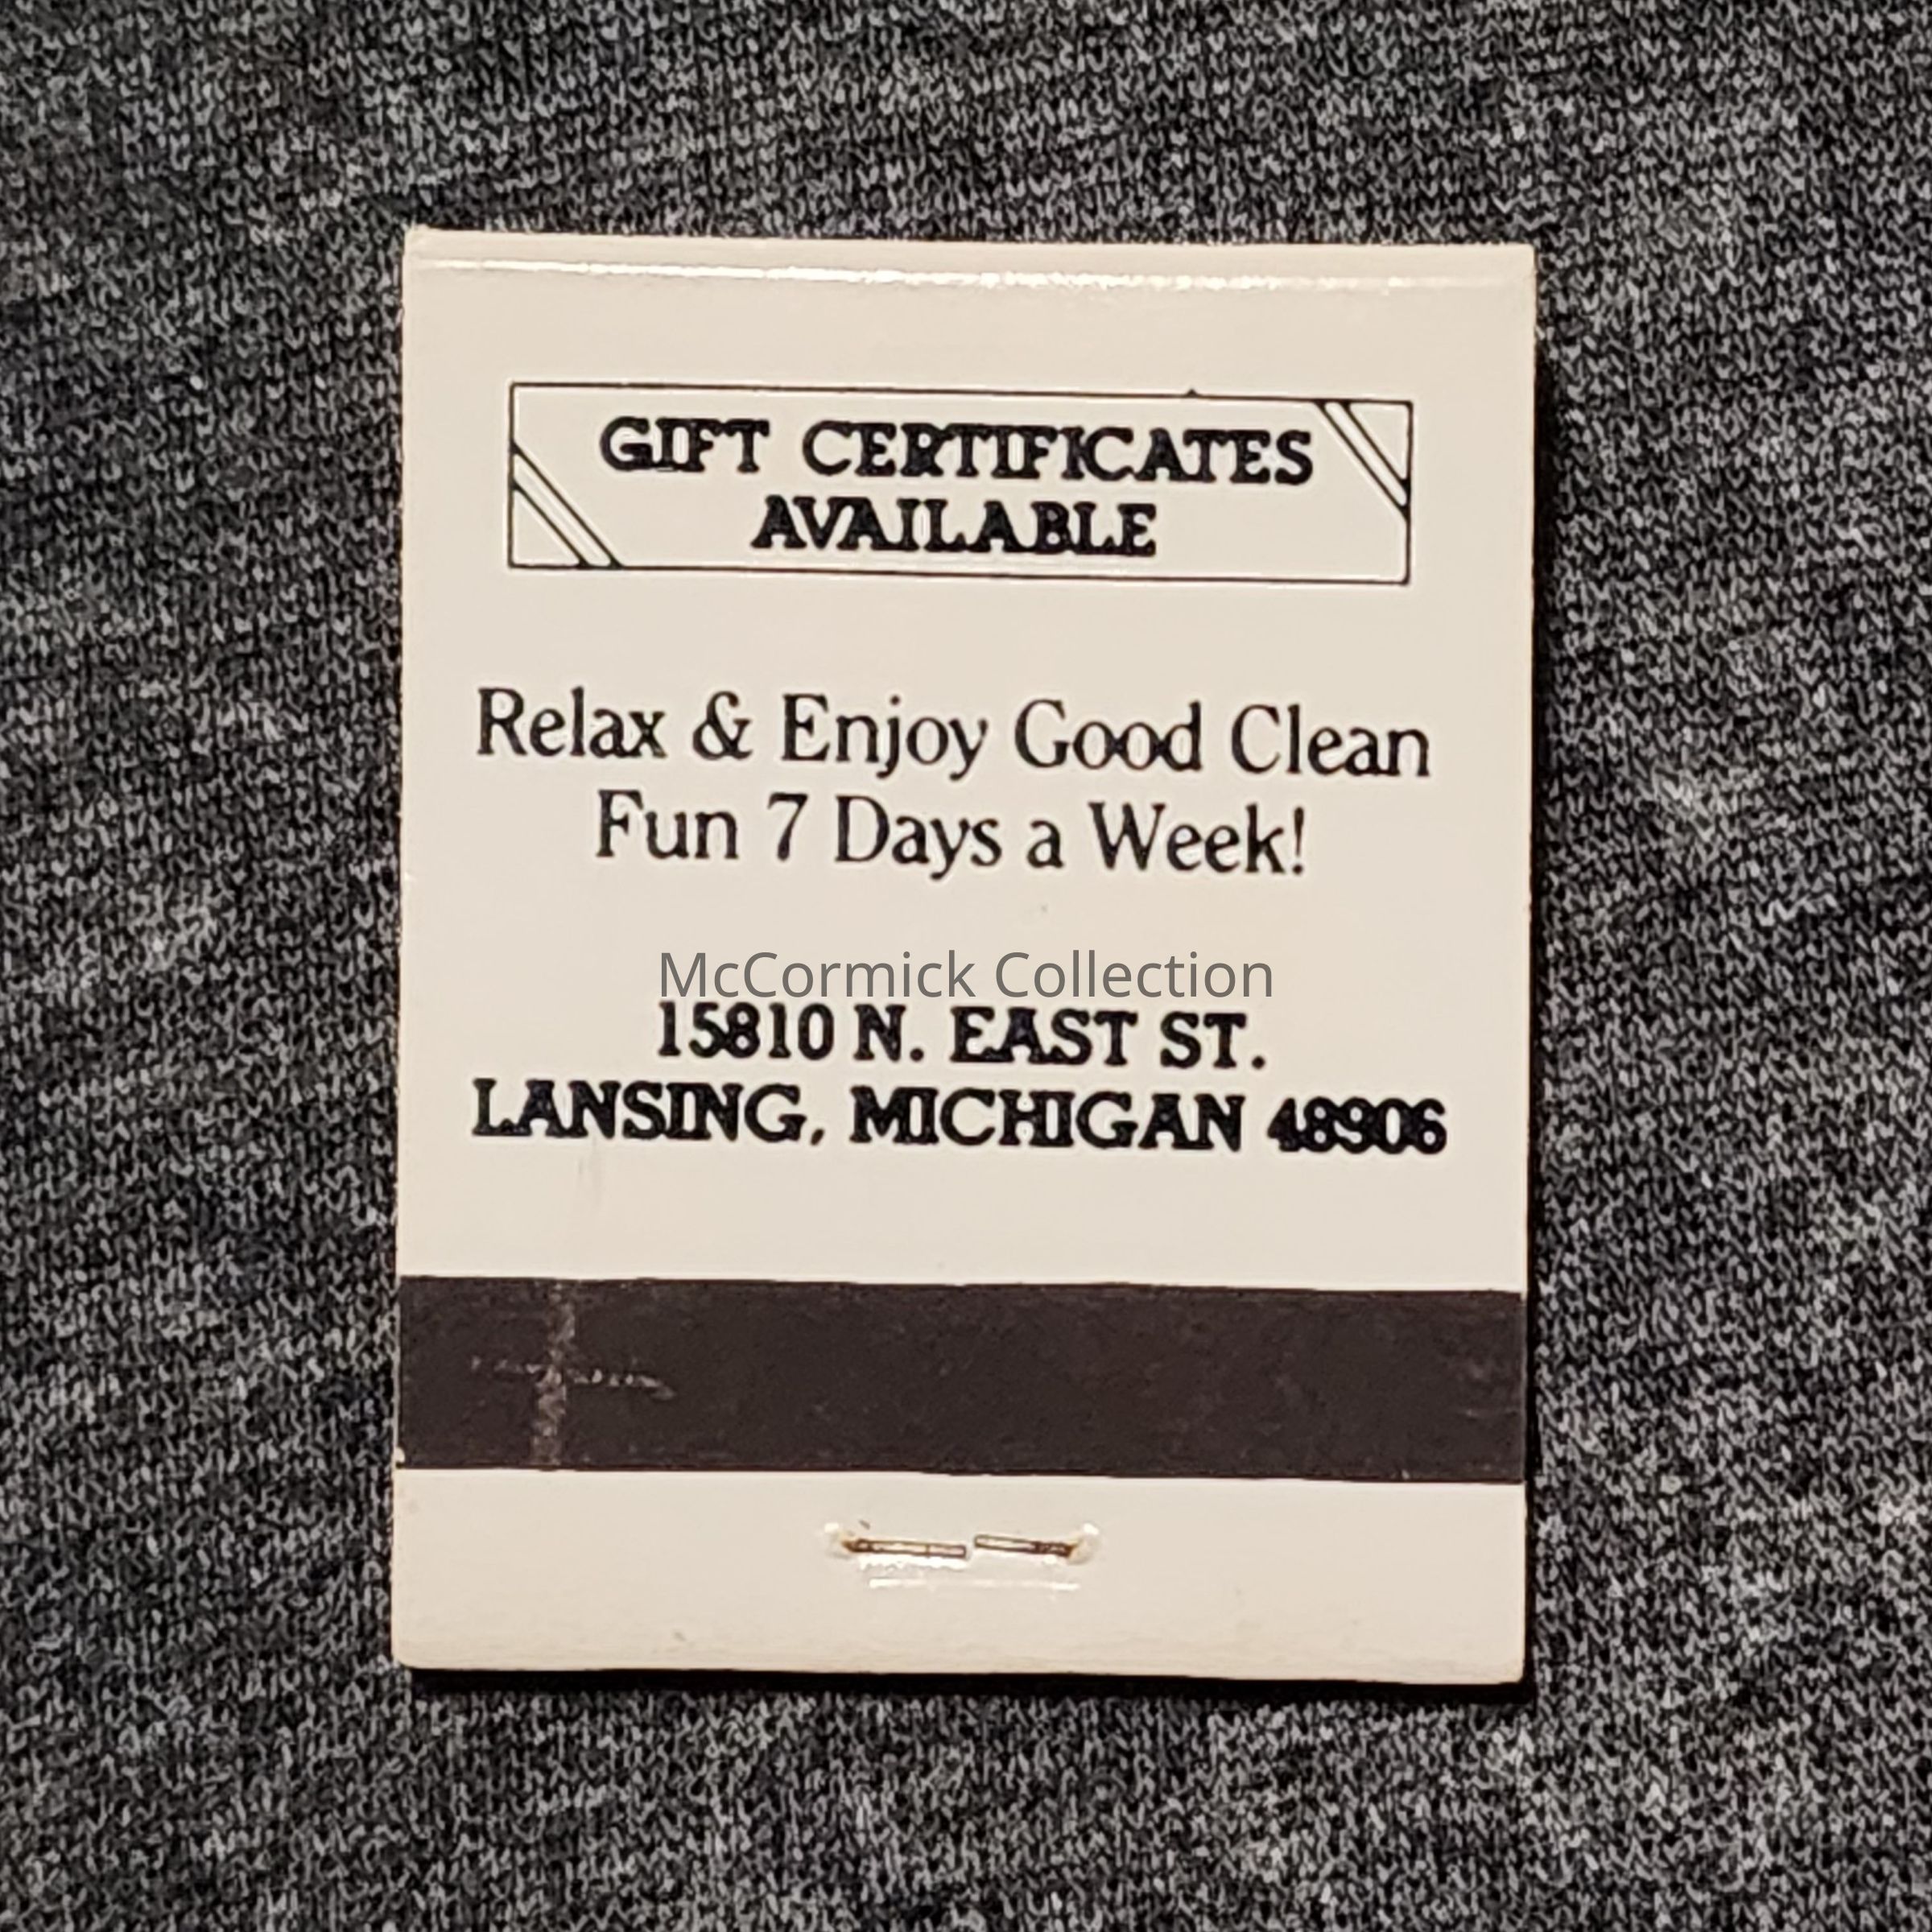 GIFT CERTIFICATES
AVAILABLE
Relax & Enjoy Good Clean
Fun 7 Days a Week!
McCormick Collection
15810 N. EAST ST.
LANSING, MICHIGAN 48906